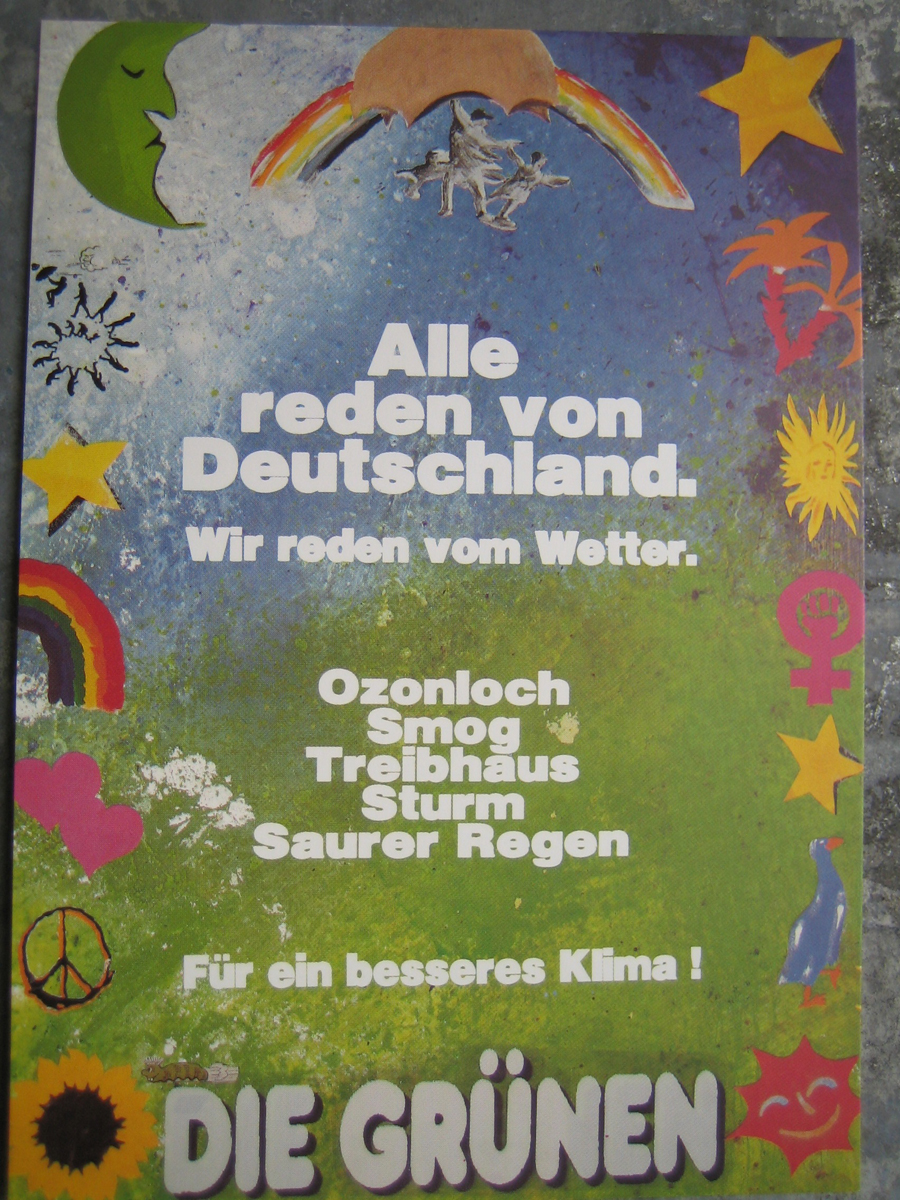 Alle
reden von
Deutschland.
Wir reden vom Wetter.
Ozonloch
Smog
Treibhaus
Sturm
Saurer Regen
Für ein besseres Klima !
DIE GRÜNEN